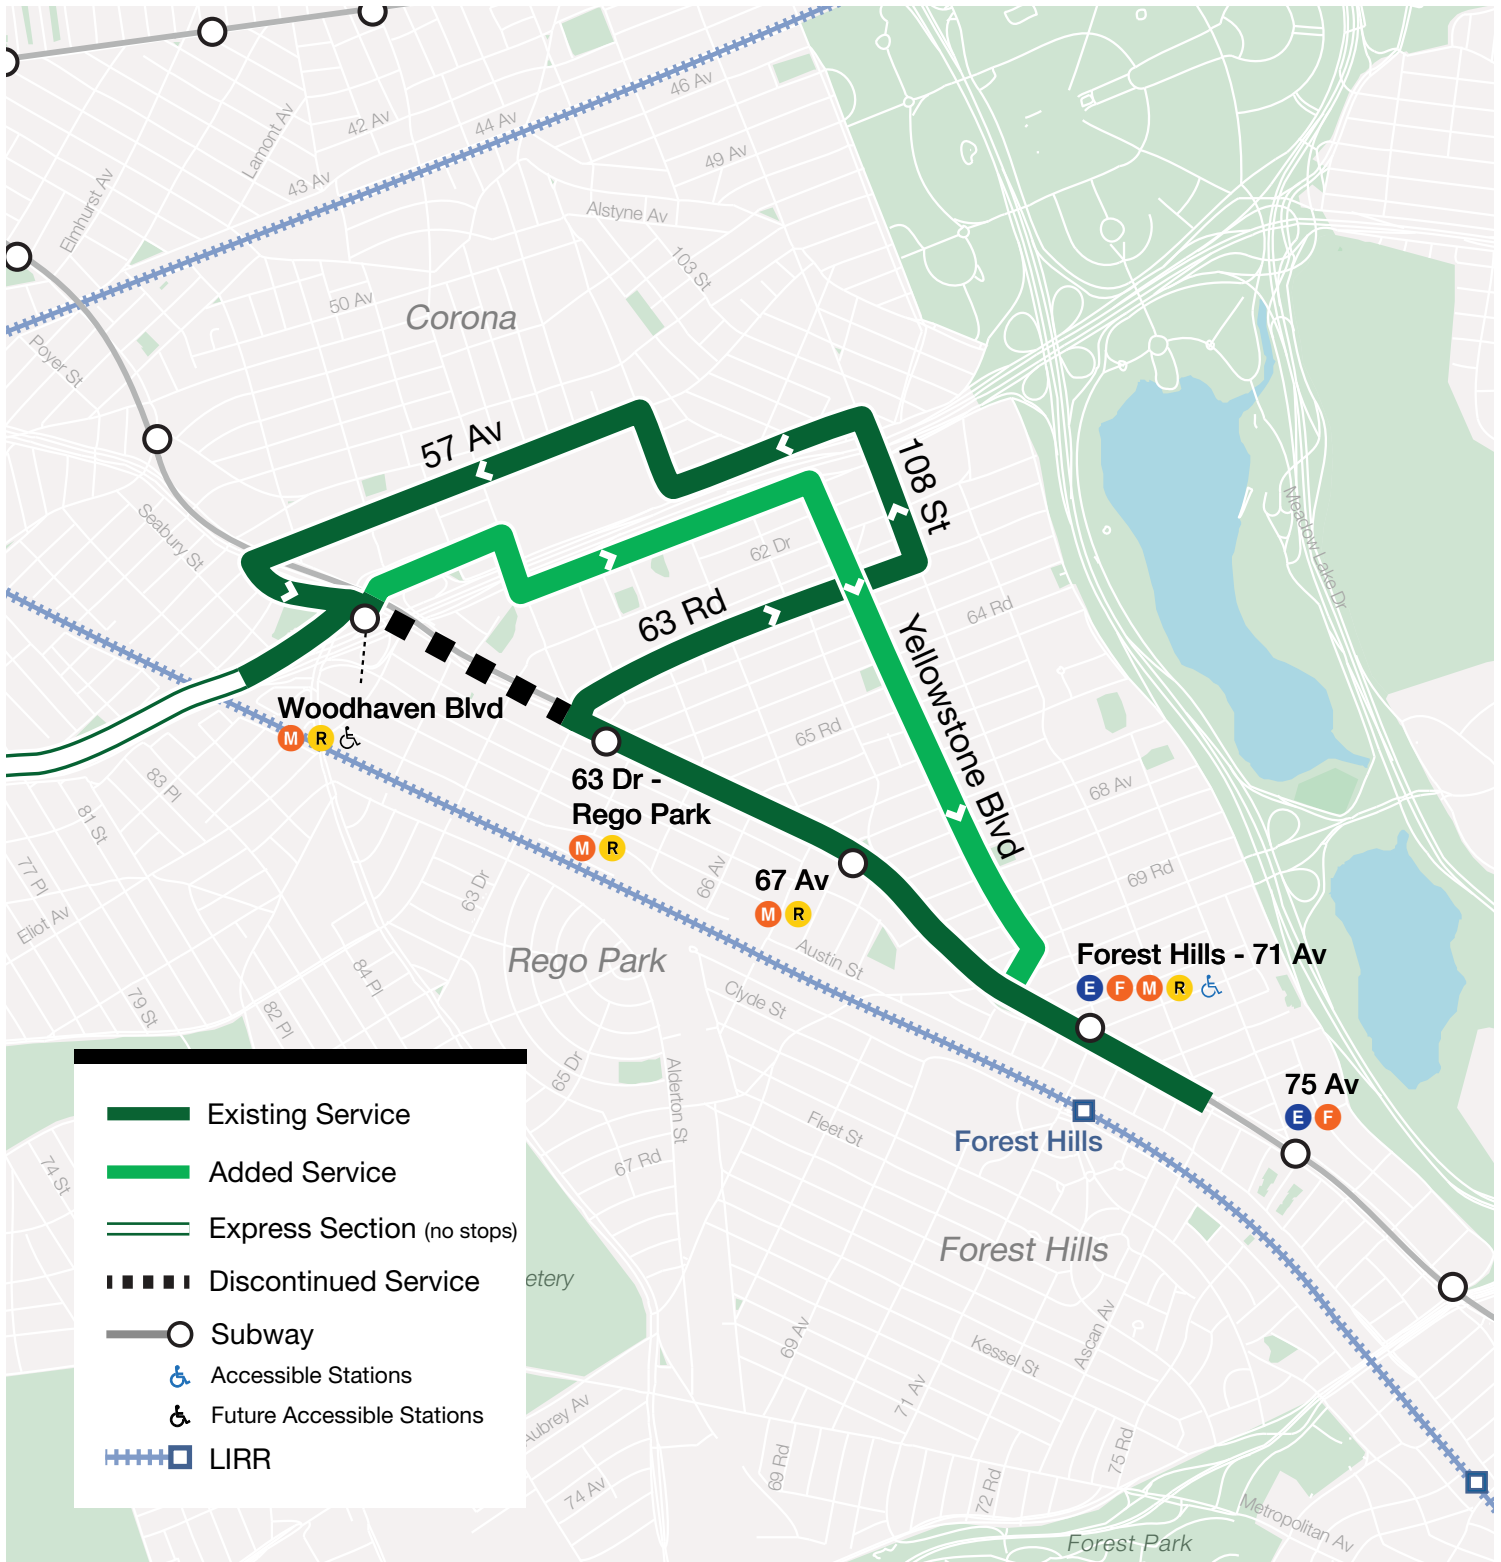 46 Av
Lamont Av
42 Av
44 Av
49 Av
43 Av
Elmhurst Av
Alstyne Av
103 St
50 Av
Corona
Poyer St
57 Av
108 St
Seabury St
62 Dr
Meadow Lake Dr
63 Rd
64 Rd
Yellowstone Blvd
Woodhaven Blvd
M R
65 Rd
83 Pl
63 Dr -
Rego Park
M R
68 Av
81 St
77 Pl
66 Av
67 Av
M R
69 Rd
63 Dr
Eliot Av
Rego Park
Austin St
Forest Hills - 71 Av
E F M R
84 Pl
Clyde St
79 St
82 Pl
65 Dr
Alderton St
75 Av
E F
Forest Hills
Fleet St
67 Rd
74 St
Existing Service
Added Service
Express Section (no stops)
Discontinued Service
Subway
Accessible Stations
Future Accessible Stations
LIRR
etery
Forest Hills
69 Av
Kessel St
Ascan Av
71 Av
Aubrey Av
69 Rd
75 Rd
74 Av
72 Rd
Metropolitan Av
Forest Park